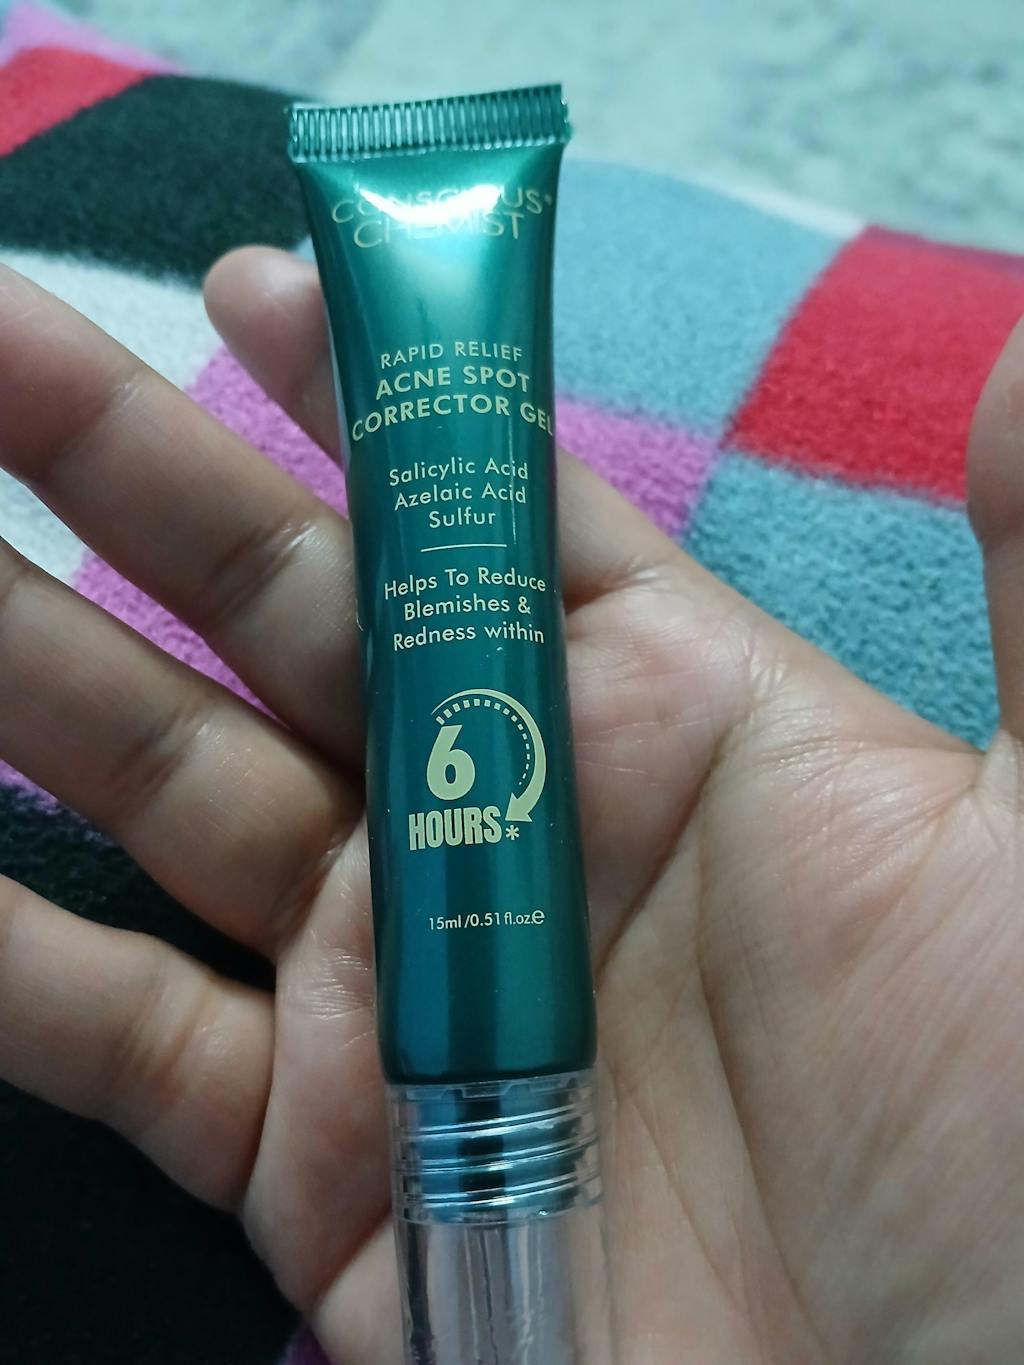 CONSCIOUS®
CHEMIST
RAPID RELIEF
ACNE SPOT
CORRECTOR GEL
Salicylic Acid
Azelaic Acid
Sulfur
Helps To Reduce
Blemishes &
Redness within
6
HOURS*
15ml/0.51 fl.oz.e